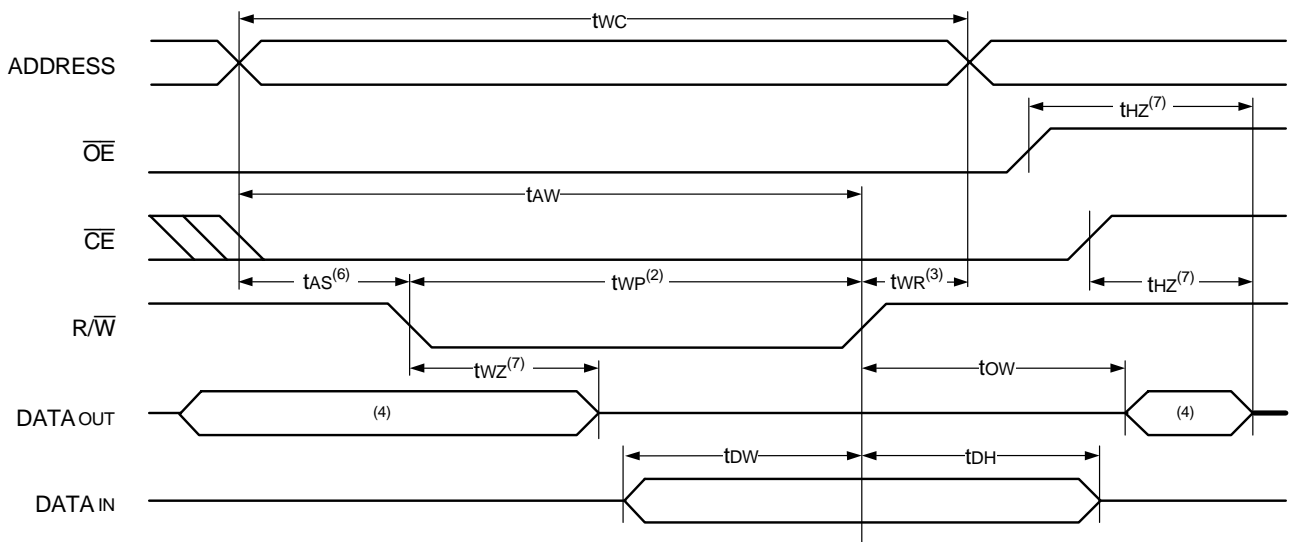 tWC
ADDRESS
tHZ(7)
OE
tAW
CE
tAS(6) tWP(2) tWR(3)
tHZ(7)
R/W
tWZ(7) tOW
DATA OUT (4) (4)
tDW tDH
DATA IN